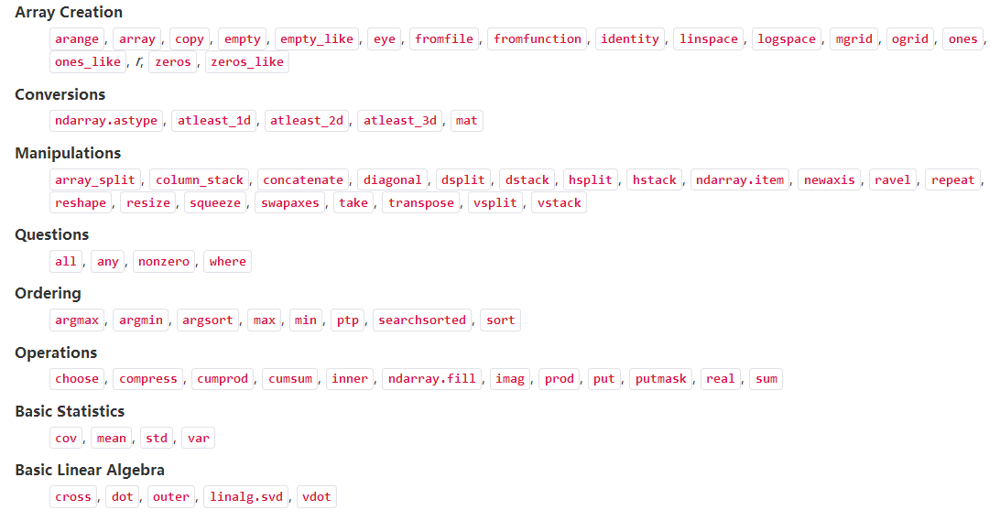 Array Creation
arange, array, copy, empty, empty_like, eye, fromfile, fromfunction, identity, linspace, logspace, mgrid, ogrid, ones,
ones_like, r, zeros, zeros_like
Conversions
ndarray.astype, atleast_1d, atleast_2d, atleast_3d, mat
Manipulations
array_split, column_stack, concatenate, diagonal, dsplit, dstack, hsplit, hstack, ndarray.item, newaxis, ravel, repeat,
reshape, resize, squeeze, swapaxes, take, transpose, vsplit, vstack
Questions
all, any, nonzero, where
Ordering
argmax, argmin, argsort, max, min, ptp, searchsorted, sort
Operations
choose, compress, cumprod, cumsum, inner, ndarray.fill, imag, prod, put, putmask, real, sum
Basic Statistics
cov, mean, std, var
Basic Linear Algebra
cross, dot, outer, linalg.svd, vdot